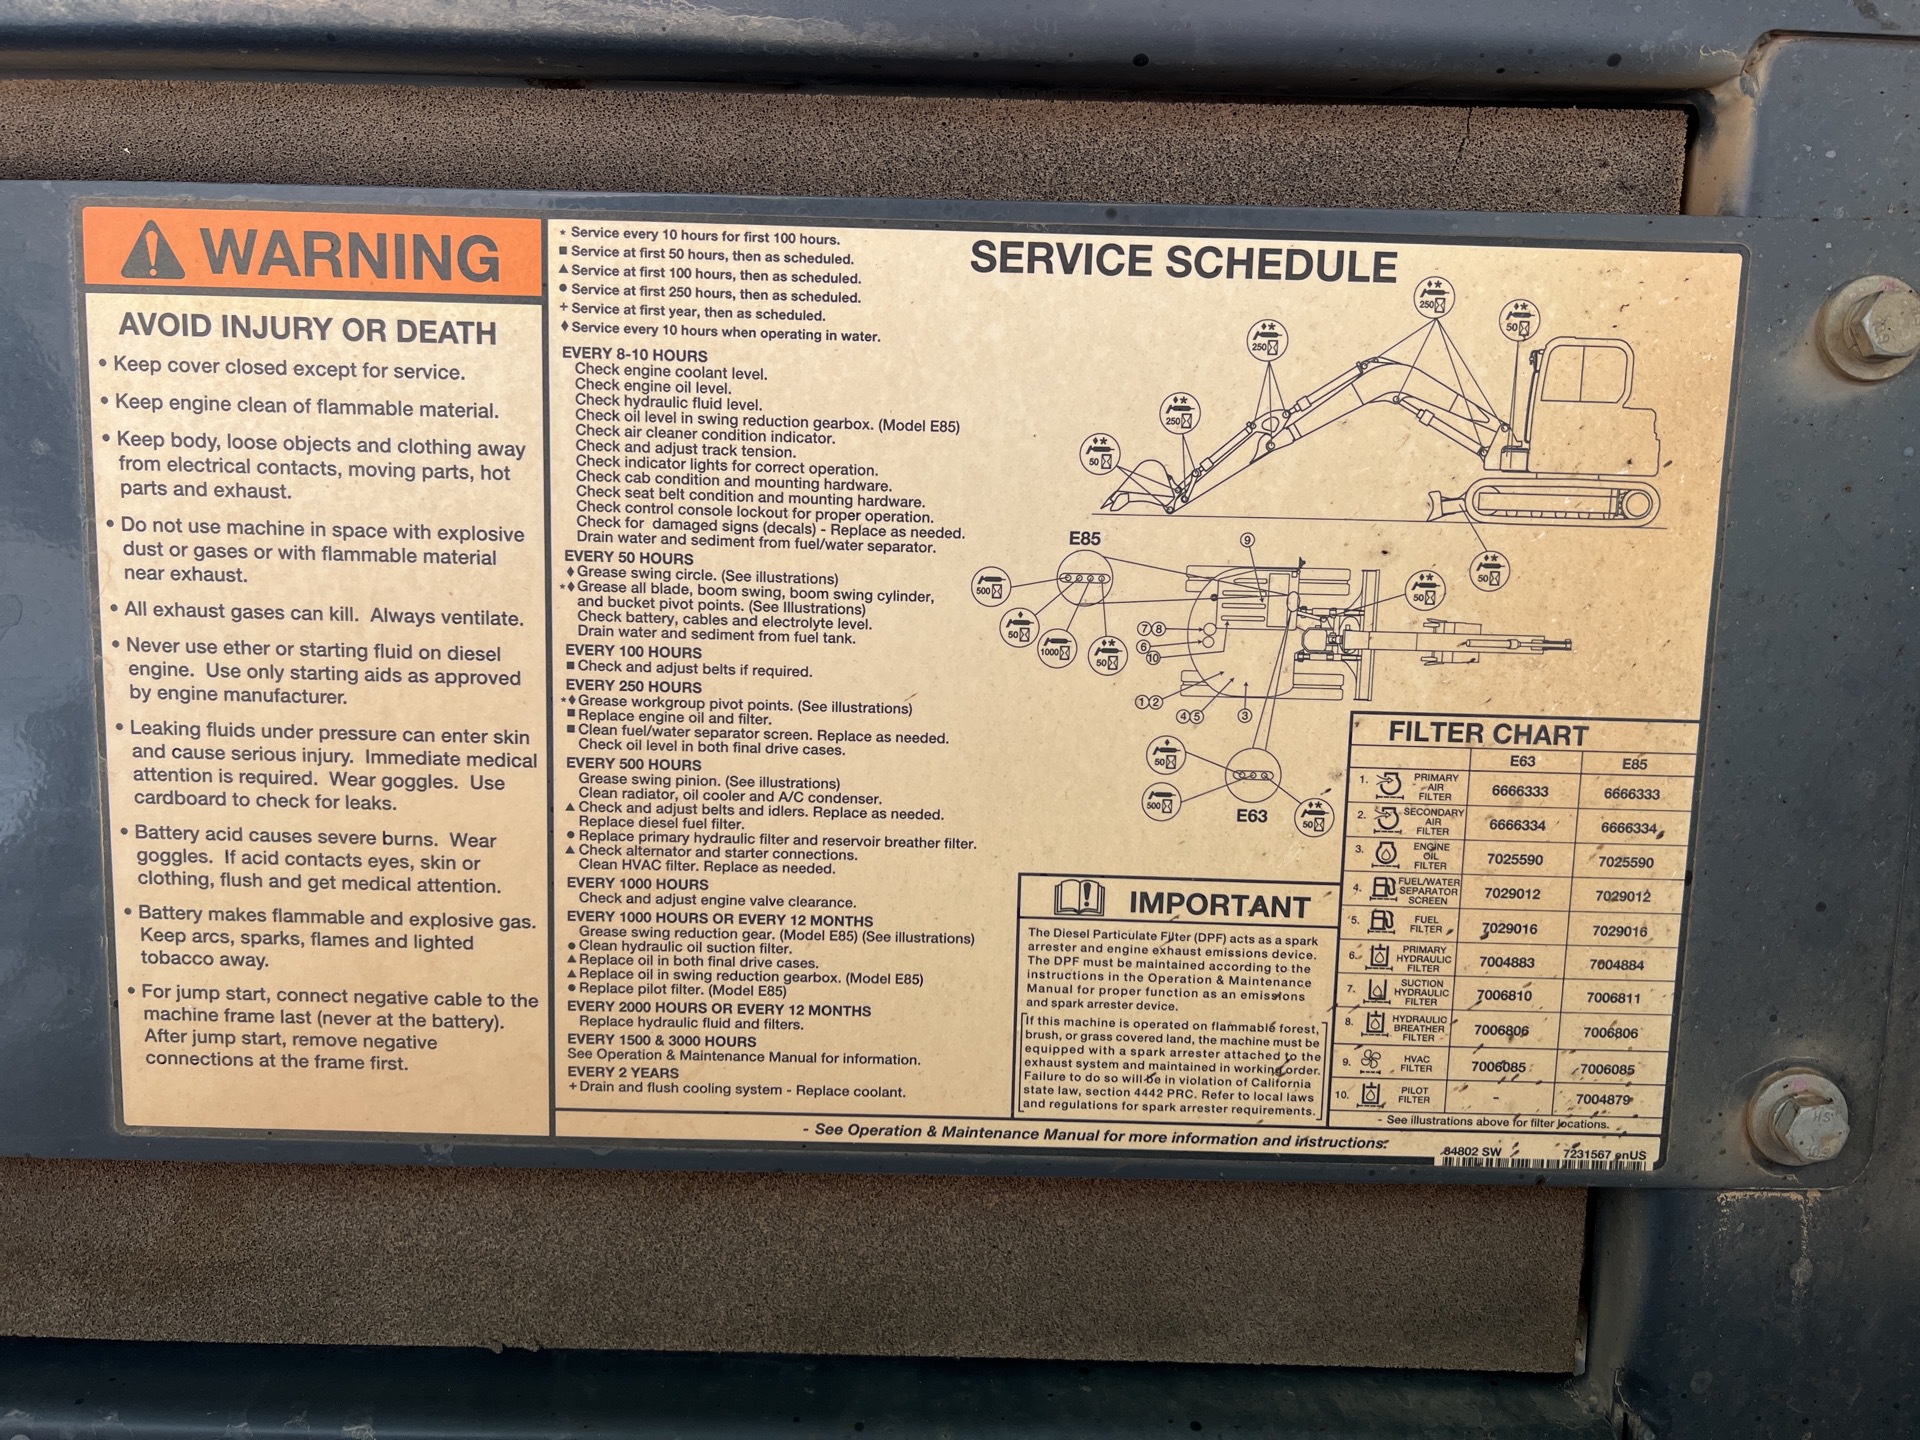 WARNING
AVOID INJURY OR DEATH
• Keep cover closed except for service.
• Keep engine clean of flammable material.
• Keep body, loose objects and clothing away
from electrical contacts, moving parts, hot
parts and exhaust.
• Do not use machine in space with explosive
dust or gases or with flammable material
near exhaust.
• All exhaust gases can kill. Always ventilate.
• Never use ether or starting fluid on diesel
engine. Use only starting aids as approved
by engine manufacturer.
• Leaking fluids under pressure can enter skin
and cause serious injury. Immediate medical
attention is required. Wear goggles. Use
cardboard to check for leaks.
• Battery acid causes severe burns. Wear
goggles. If acid contacts eyes, skin or
clothing, flush and get medical attention.
• Battery makes flammable and explosive gas.
Keep arcs, sparks, flames and lighted
tobacco away.
• For jump start, connect negative cable to the
machine frame last (never at the battery).
After jump start, remove negative
connections at the frame first.
* Service every 10 hours for first 100 hours.
■ Service at first 50 hours, then as scheduled.
▲ Service at first 100 hours, then as scheduled.
● Service at first 250 hours, then as scheduled.
+ Service at first year, then as scheduled.
♦ Service every 10 hours when operating in water.
EVERY 8-10 HOURS
Check engine coolant level.
Check engine oil level.
Check hydraulic fluid level.
Check oil level in swing reduction gearbox. (Model E85)
Check air cleaner condition indicator.
Check and adjust track tension.
Check indicator lights for correct operation.
Check cab condition and mounting hardware.
Check seat belt condition and mounting hardware.
Check control console lockout for proper operation.
Check for damaged signs (decals) - Replace as needed.
Drain water and sediment from fuel/water separator.
EVERY 50 HOURS
♦ Grease swing circle. (See illustrations)
*♦ Grease all blade, boom swing, boom swing cylinder,
and bucket pivot points. (See Illustrations)
Check battery, cables and electrolyte level.
Drain water and sediment from fuel tank.
EVERY 100 HOURS
■ Check and adjust belts if required.
EVERY 250 HOURS
*♦ Grease workgroup pivot points. (See illustrations)
■ Replace engine oil and filter.
■ Clean fuel/water separator screen. Replace as needed.
Check oil level in both final drive cases.
EVERY 500 HOURS
Grease swing pinion. (See illustrations)
Clean radiator, oil cooler and A/C condenser.
▲ Check and adjust belts and idlers. Replace as needed.
Replace diesel fuel filter.
● Replace primary hydraulic filter and reservoir breather filter.
▲ Check alternator and starter connections.
Clean HVAC filter. Replace as needed.
EVERY 1000 HOURS
Check and adjust engine valve clearance.
EVERY 1000 HOURS OR EVERY 12 MONTHS
Grease swing reduction gear. (Model E85) (See illustrations)
● Clean hydraulic oil suction filter.
▲ Replace oil in both final drive cases.
▲ Replace oil in swing reduction gearbox. (Model E85)
● Replace pilot filter. (Model E85)
EVERY 2000 HOURS OR EVERY 12 MONTHS
Replace hydraulic fluid and filters.
EVERY 1500 & 3000 HOURS
See Operation & Maintenance Manual for information.
EVERY 2 YEARS
+ Drain and flush cooling system - Replace coolant.
SERVICE SCHEDULE
♦* 250
♦* 50
♦* 250
♦* 250
♦* 50
♦* 50
E85
500
♦ 50
1000
♦* 50
9
♦* 50
7 8
6
10
1 2
4 5
3
♦ 50
500
E63
♦* 50
IMPORTANT
The Diesel Particulate Filter (DPF) acts as a spark
arrester and engine exhaust emissions device.
The DPF must be maintained according to the
instructions in the Operation & Maintenance
Manual for proper function as an emissions
and spark arrester device.
If this machine is operated on flammable forest,
brush, or grass covered land, the machine must be
equipped with a spark arrester attached to the
exhaust system and maintained in working order.
Failure to do so will be in violation of California
state law, section 4442 PRC. Refer to local laws
and regulations for spark arrester requirements.
FILTER CHART
E63 E85
1. PRIMARY AIR FILTER 6666333 6666333
2. SECONDARY AIR FILTER 6666334 6666334
3. ENGINE OIL FILTER 7025590 7025590
4. FUEL/WATER SEPARATOR SCREEN 7029012 7029012
5. FUEL FILTER 7029016 7029016
6. PRIMARY HYDRAULIC FILTER 7004883 7004884
7. SUCTION HYDRAULIC FILTER 7006810 7006811
8. HYDRAULIC BREATHER FILTER 7006806 7006806
9. HVAC FILTER 7006085 7006085
10. PILOT FILTER - 7004879
- See illustrations above for filter locations.
- See Operation & Maintenance Manual for more information and instructions.
84802 SW 7231567 enUS